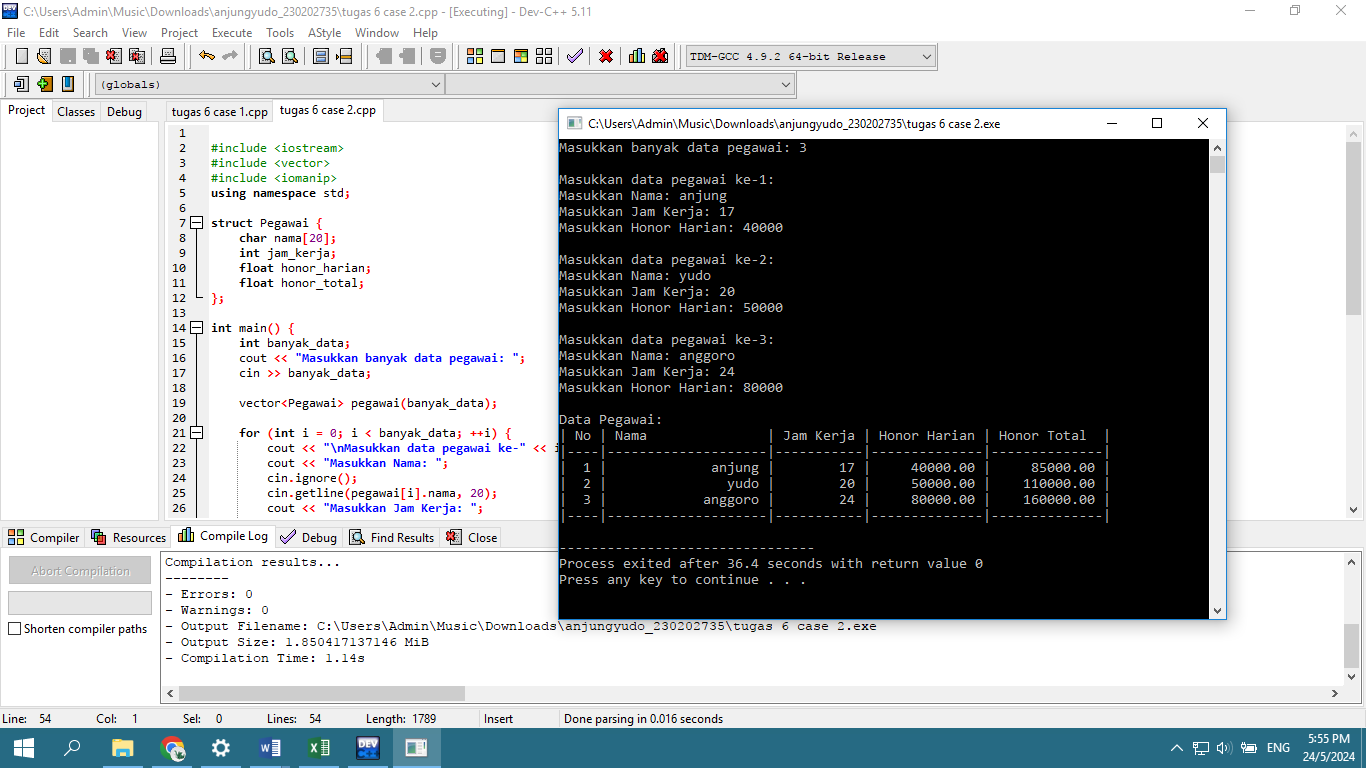 C:\Users\Admin\Music\Downloads\anjungyudo_230202735\tugas 6 case 2.cpp - [Executing] - Dev-C++ 5.11
File Edit Search View Project Execute Tools AStyle Window Help
TDM-GCC 4.9.2 64-bit Release
(globals)
Project Classes Debug
tugas 6 case 1.cpp tugas 6 case 2.cpp
1
2 #include <iostream>
3 #include <vector>
4 #include <iomanip>
5 using namespace std;
6
7 struct Pegawai {
8 char nama[20];
9 int jam_kerja;
10 float honor_harian;
11 float honor_total;
12 };
13
14 int main() {
15 int banyak_data;
16 cout << "Masukkan banyak data pegawai: ";
17 cin >> banyak_data;
18
19 vector<Pegawai> pegawai(banyak_data);
20
21 for (int i = 0; i < banyak_data; ++i) {
22 cout << "\nMasukkan data pegawai ke-" << i
23 cout << "Masukkan Nama: ";
24 cin.ignore();
25 cin.getline(pegawai[i].nama, 20);
26 cout << "Masukkan Jam Kerja: ";
C:\Users\Admin\Music\Downloads\anjungyudo_230202735\tugas 6 case 2.exe
Masukkan banyak data pegawai: 3
Masukkan data pegawai ke-1:
Masukkan Nama: anjung
Masukkan Jam Kerja: 17
Masukkan Honor Harian: 40000
Masukkan data pegawai ke-2:
Masukkan Nama: yudo
Masukkan Jam Kerja: 20
Masukkan Honor Harian: 50000
Masukkan data pegawai ke-3:
Masukkan Nama: anggoro
Masukkan Jam Kerja: 24
Masukkan Honor Harian: 80000
Data Pegawai:
| No | Nama | Jam Kerja | Honor Harian | Honor Total |
|----|--------------------|-----------|--------------|--------------|
| 1 | anjung | 17 | 40000.00 | 85000.00 |
| 2 | yudo | 20 | 50000.00 | 110000.00 |
| 3 | anggoro | 24 | 80000.00 | 160000.00 |
|----|--------------------|-----------|--------------|--------------|
--------------------------------
Process exited after 36.4 seconds with return value 0
Press any key to continue . . .
Compiler Resources Compile Log Debug Find Results Close
Abort Compilation
Shorten compiler paths
Compilation results...
--------
- Errors: 0
- Warnings: 0
- Output Filename: C:\Users\Admin\Music\Downloads\anjungyudo_230202735\tugas 6 case 2.exe
- Output Size: 1.850417137146 MiB
- Compilation Time: 1.14s
Line: 54 Col: 1 Sel: 0 Lines: 54 Length: 1789 Insert Done parsing in 0.016 seconds
DEV
ENG
5:55 PM
24/5/2024